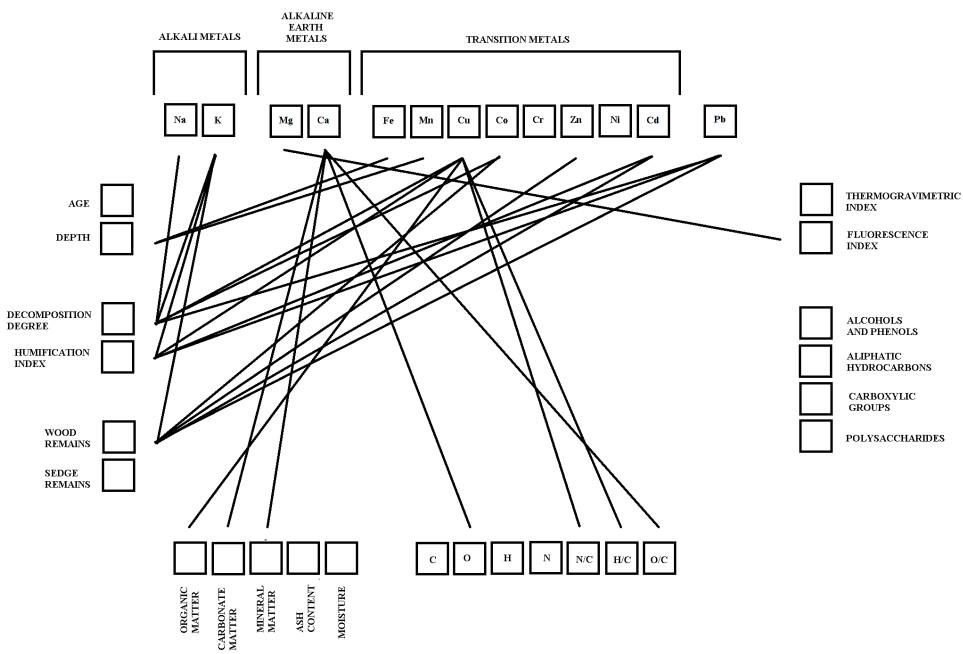 ALKALI METALS
ALKALINE
EARTH
METALS
TRANSITION METALS
Na
K
Mg
Ca
Fe
Mn
Cu
Co
Cr
Zn
Ni
Cd
Pb
AGE
DEPTH
DECOMPOSITION
DEGREE
HUMIFICATION
INDEX
WOOD
REMAINS
SEDGE
REMAINS
THERMOGRAVIMETRIC
INDEX
FLUORESCENCE
INDEX
ALCOHOLS
AND PHENOLS
ALIPHATIC
HYDROCARBONS
CARBOXYLIC
GROUPS
POLYSACCHARIDES
C
O
H
N
N/C
H/C
O/C
ORGANIC
MATTER
CARBONATE
MATTER
MINERAL
MATTER
ASH
CONTENT
MOISTURE